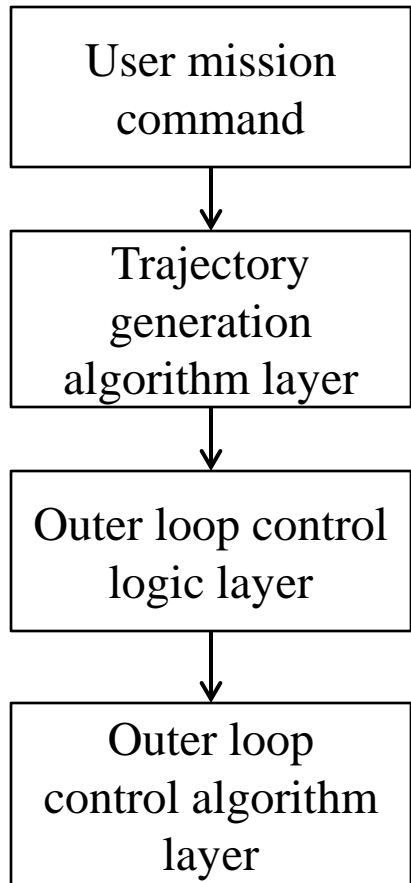 User mission
command
Trajectory
generation
algorithm layer
Outer loop control
logic layer
Outer loop
control algorithm
layer